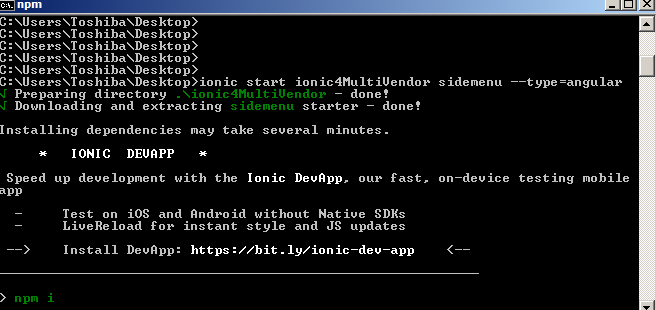 npm
C:\Users\Toshiba\Desktop>
C:\Users\Toshiba\Desktop>
C:\Users\Toshiba\Desktop>
C:\Users\Toshiba\Desktop>
C:\Users\Toshiba\Desktop>
C:\Users\Toshiba\Desktop>ionic start ionic4MultiVendor sidemenu --type=angular
√ Preparing directory .\ionic4MultiVendor - done!
√ Downloading and extracting sidemenu starter - done!
Installing dependencies may take several minutes.
* IONIC DEVAPP *
Speed up development with the Ionic DevApp, our fast, on-device testing mobile
app
- Test on iOS and Android without Native SDKs
- LiveReload for instant style and JS updates
--> Install DevApp: https://bit.ly/ionic-dev-app <--
> npm i